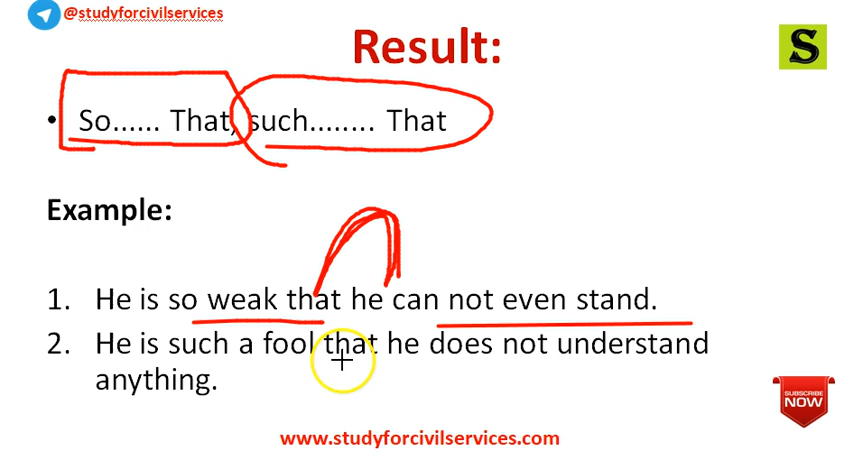 @studyforcivilservices
Result:
S
• So...... That, such........ That
Example:
1. He is so weak that he can not even stand.
2. He is such a fool that he does not understand
anything.
SUBSCRIBE
NOW
www.studyforcivilservices.com